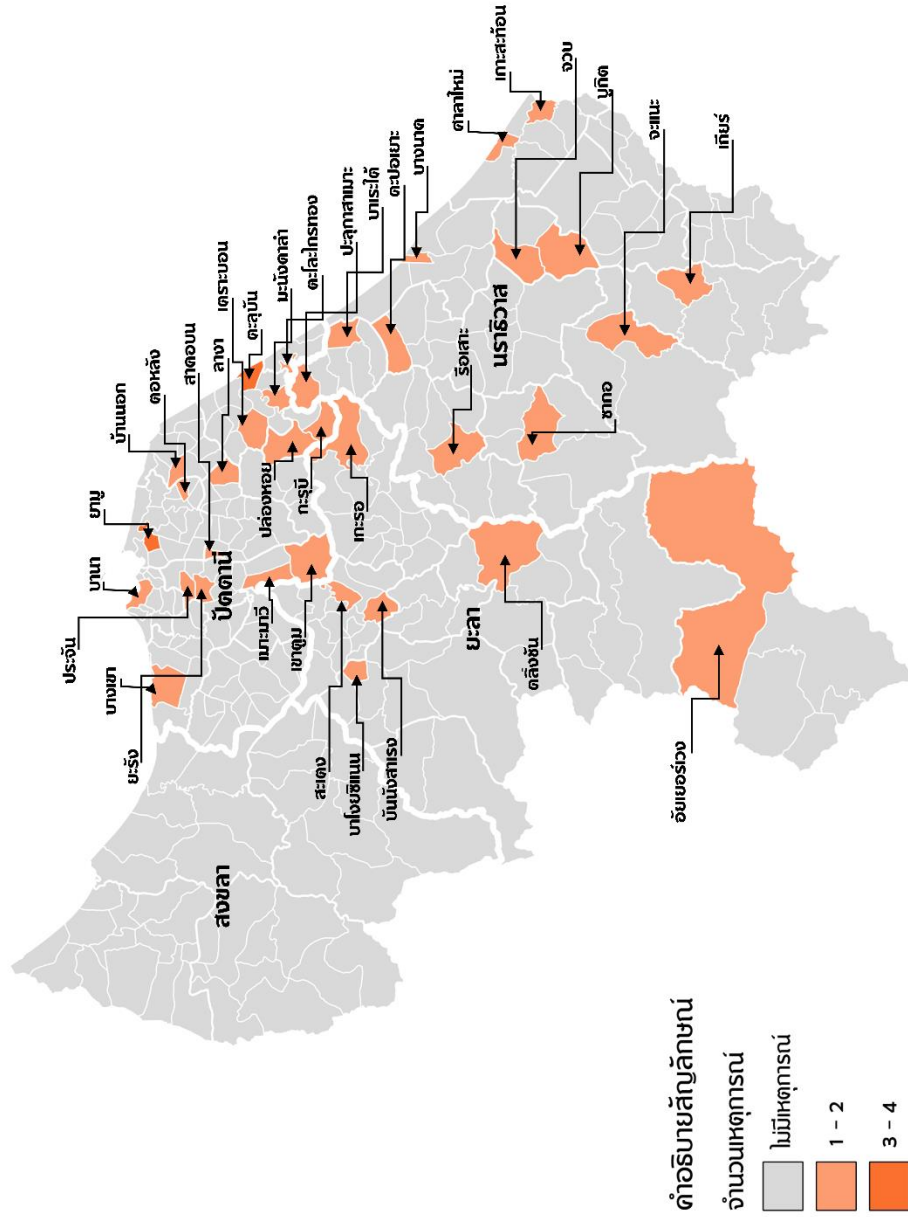 คำอธิบายสัญลักษณ์
จำนวนเหตุการณ์
ไม่มีเหตุการณ์
1 - 2
3 - 4
สงขลา
ปัตตานี
ยะลา
นราธิวาส
บางเขา
ยะรัง
ประจัน
บานา
ยามู
บ้านนอก
ตอหลัง
สาคอบน
ลางา
เตราะบอน
ตะลุบัน
มะนังดาลำ
ตะโละไกรทอง
ปะลุกาสาเมาะ
บาเระใต้
ตะปอเยาะ
บางนาค
ศาลาใหม่
เกาะสะท้อน
จวบ
บูกิต
จะแนะ
เกียร์
ปล่องหอย
กะรุบี
เกะรอ
รือเสาะ
ซากอ
เมาะมาวี
เขาตูม
สะเตง
บาโงยซิแน
บันนังสาเรง
ตลิ่งชัน
อัยเยอร์เวง